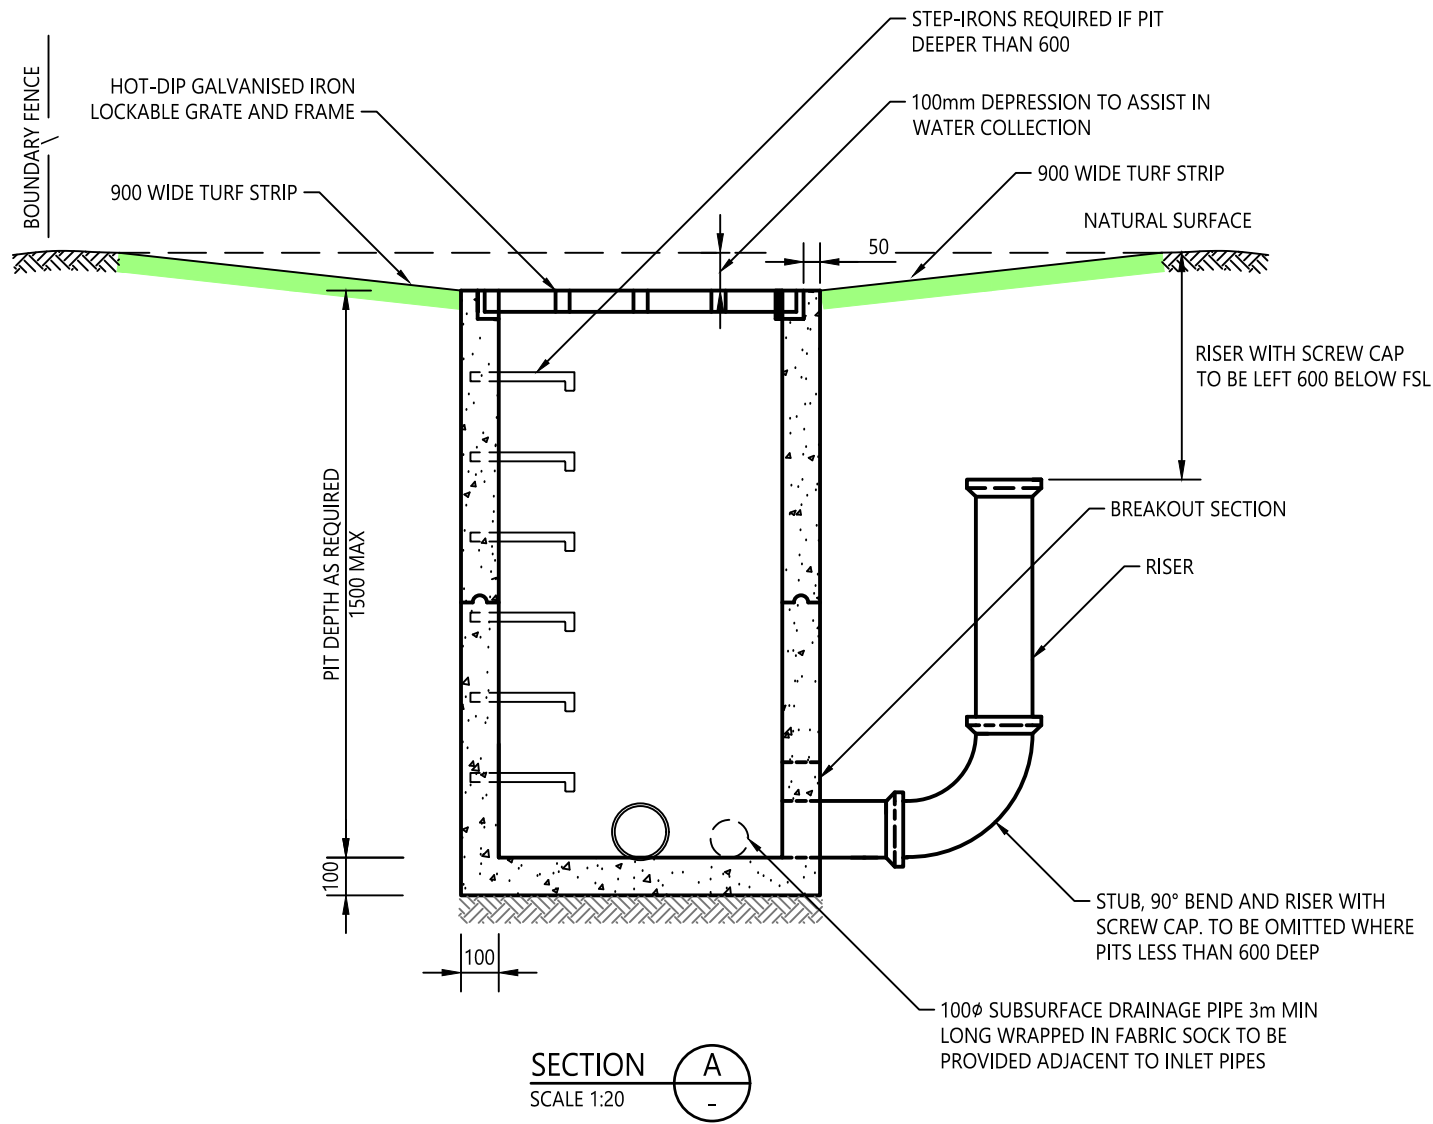 STEP-IRONS REQUIRED IF PIT
DEEPER THAN 600
HOT-DIP GALVANISED IRON
LOCKABLE GRATE AND FRAME
100mm DEPRESSION TO ASSIST IN
WATER COLLECTION
BOUNDARY FENCE
900 WIDE TURF STRIP
900 WIDE TURF STRIP
NATURAL SURFACE
50
RISER WITH SCREW CAP
TO BE LEFT 600 BELOW FSL
PIT DEPTH AS REQUIRED
1500 MAX
BREAKOUT SECTION
RISER
100
100
STUB, 90° BEND AND RISER WITH
SCREW CAP. TO BE OMITTED WHERE
PITS LESS THAN 600 DEEP
100ø SUBSURFACE DRAINAGE PIPE 3m MIN
LONG WRAPPED IN FABRIC SOCK TO BE
PROVIDED ADJACENT TO INLET PIPES
SECTION
SCALE 1:20
A
-